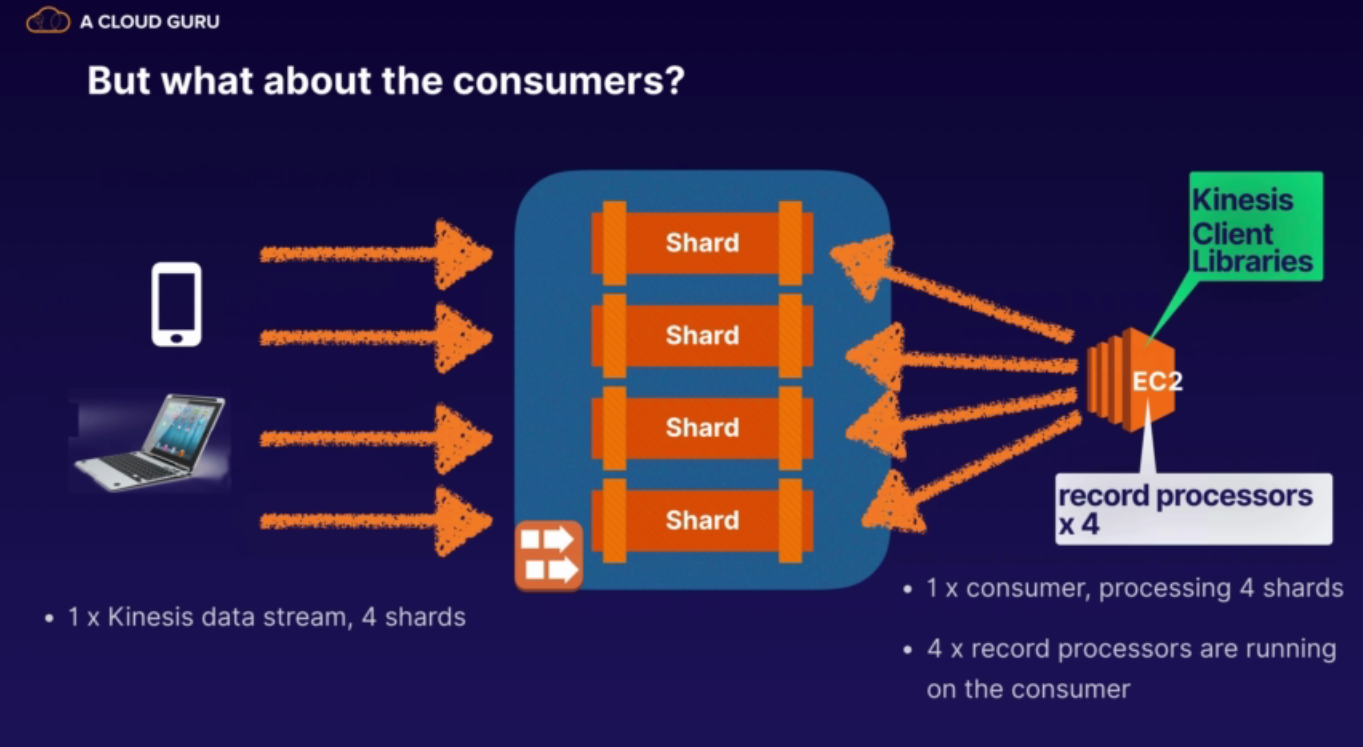 A CLOUD GURU
But what about the consumers?
Shard
Shard
Shard
Shard
Kinesis
Client
Libraries
EC2
record processors
x 4
• 1 x Kinesis data stream, 4 shards
• 1 x consumer, processing 4 shards
• 4 x record processors are running
on the consumer